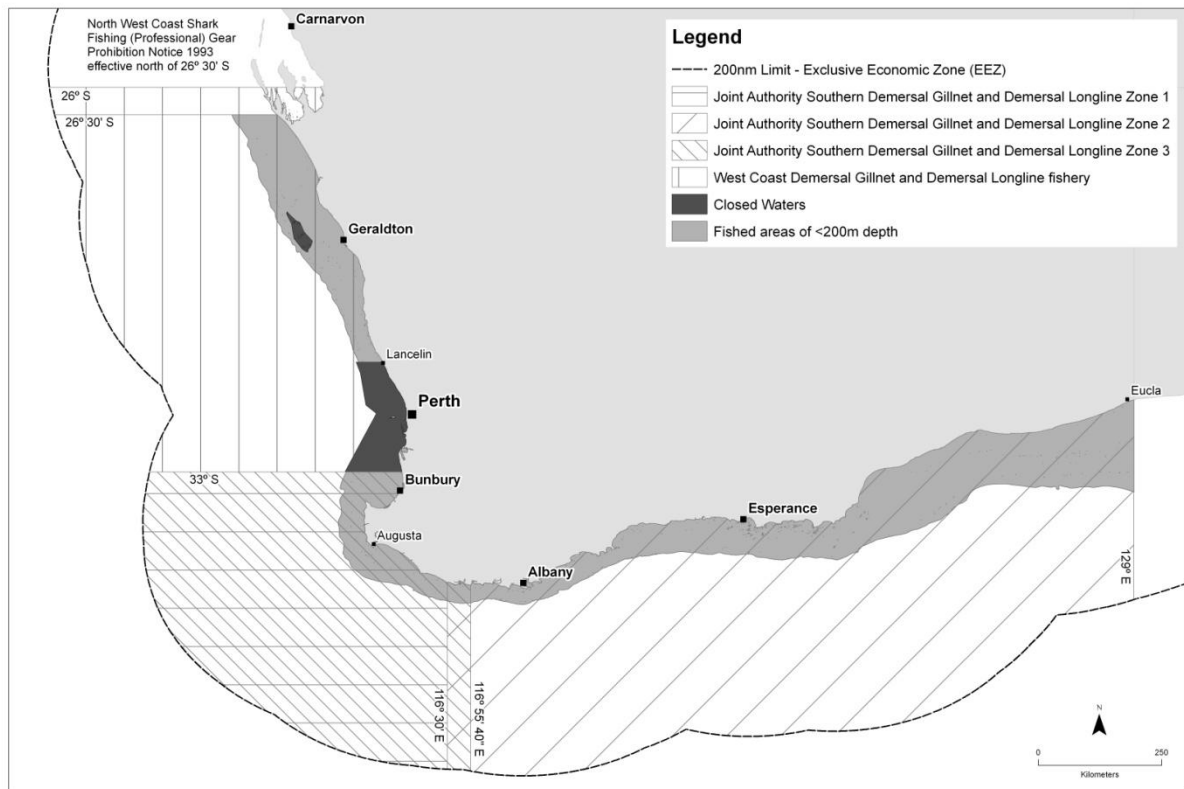 North West Coast Shark
Fishing (Professional) Gear
Prohibition Notice 1993
effective north of 26º 30' S
Carnarvon
26º S
26º 30' S
Geraldton
Lancelin
Perth
33º S
Bunbury
Augusta
Albany
Esperance
Eucla
129º E
116º 30' E
116º 55' 40" E
Legend
200nm Limit - Exclusive Economic Zone (EEZ)
Joint Authority Southern Demersal Gillnet and Demersal Longline Zone 1
Joint Authority Southern Demersal Gillnet and Demersal Longline Zone 2
Joint Authority Southern Demersal Gillnet and Demersal Longline Zone 3
West Coast Demersal Gillnet and Demersal Longline fishery
Closed Waters
Fished areas of <200m depth
N
0 250
Kilometers